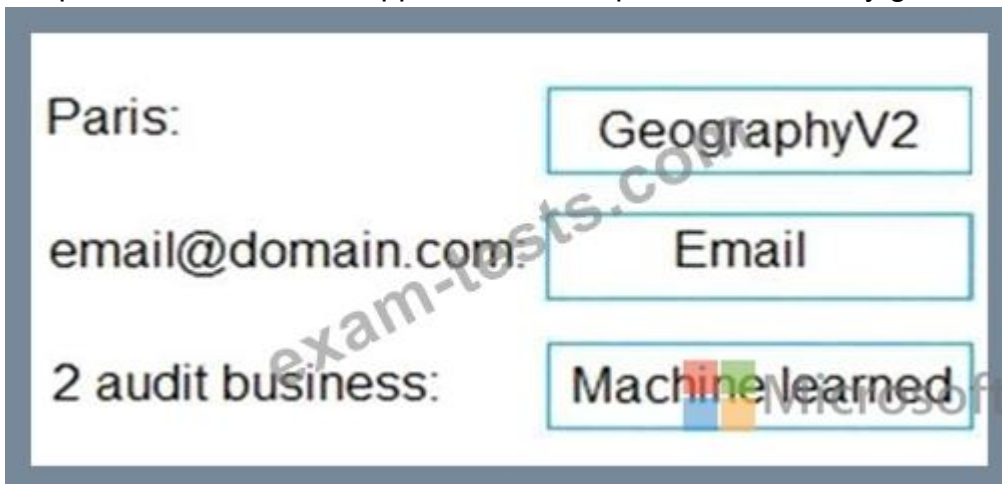 Paris:
GeographyV2
email@domain.com:
Email
2 audit business:
Machine learned
exam-tests.com
Microsoft